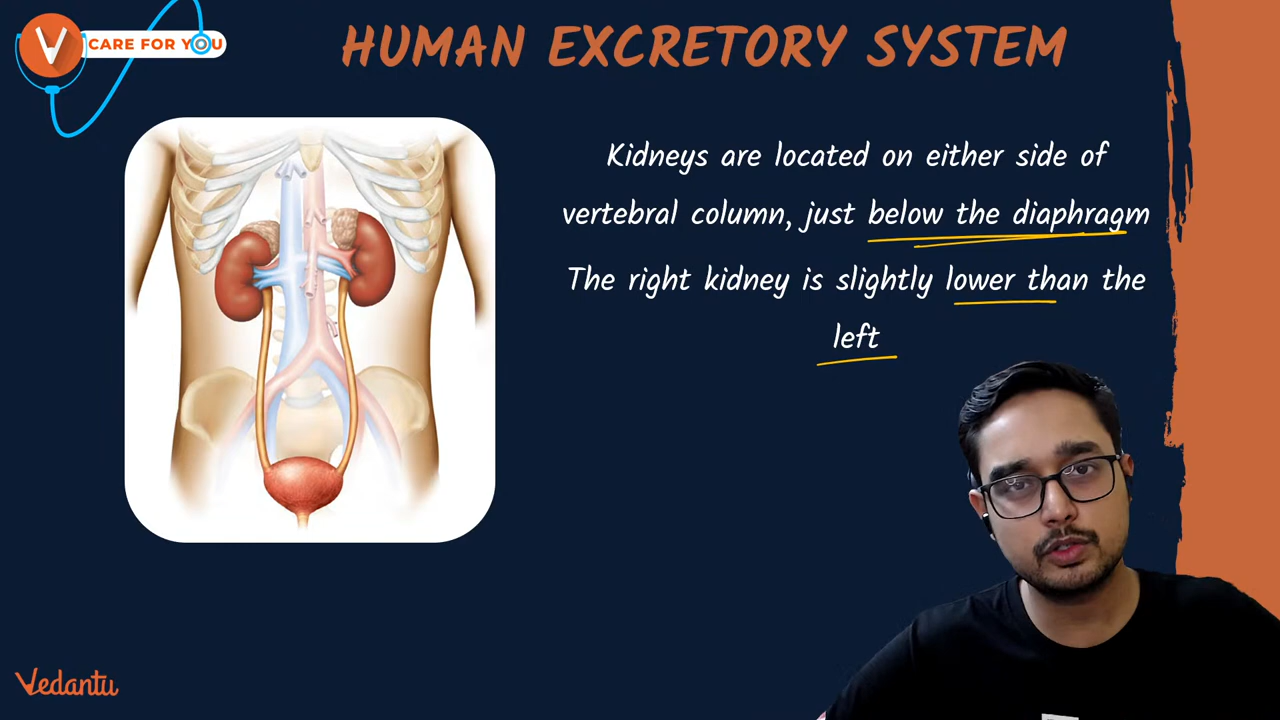 V CARE FOR YOU
HUMAN EXCRETORY SYSTEM
Kidneys are located on either side of
vertebral column, just below the diaphragm
The right kidney is slightly lower than the
left
Vedantu